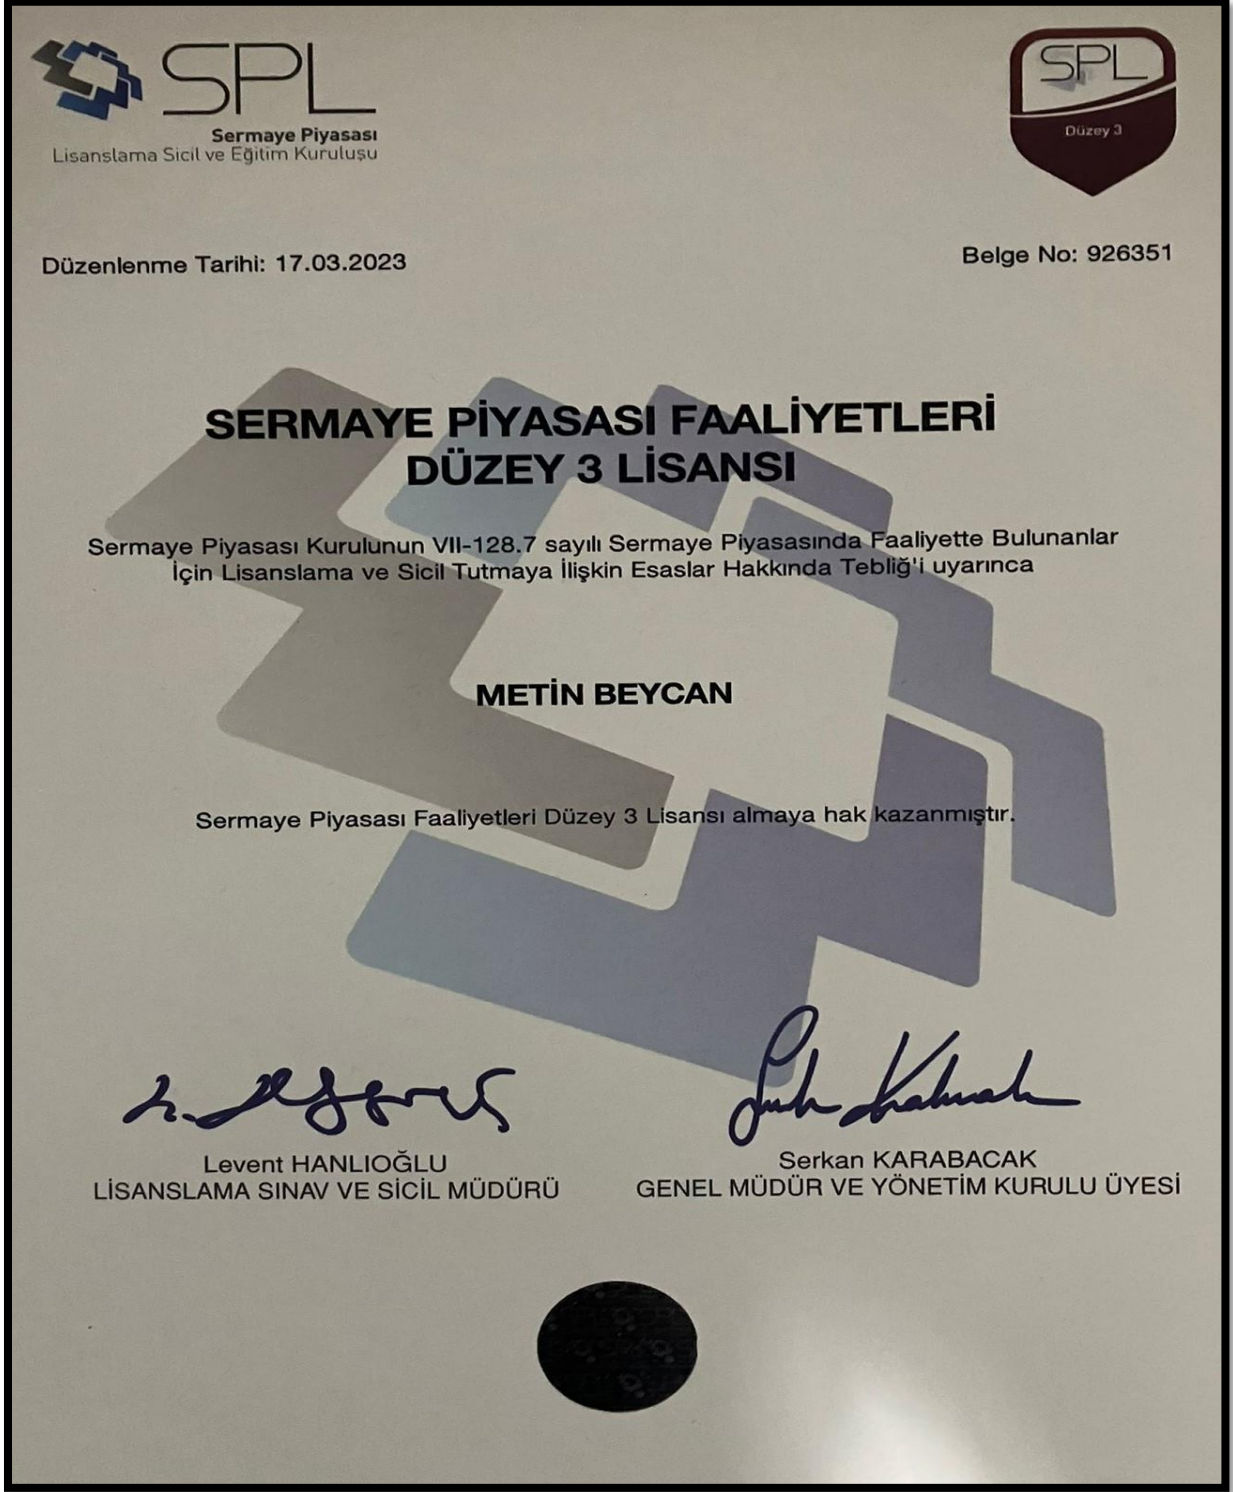 SPL
Sermaye Piyasası
Lisanslama Sicil ve Eğitim Kuruluşu
SPL
Düzey 3
Düzenlenme Tarihi: 17.03.2023
Belge No: 926351
SERMAYE PİYASASI FAALİYETLERİ
DÜZEY 3 LİSANSI
Sermaye Piyasası Kurulunun VII-128.7 sayılı Sermaye Piyasasında Faaliyette Bulunanlar
İçin Lisanslama ve Sicil Tutmaya İlişkin Esaslar Hakkında Tebliğ'i uyarınca
METİN BEYCAN
Sermaye Piyasası Faaliyetleri Düzey 3 Lisansı almaya hak kazanmıştır.
Levent HANLIOĞLU
LİSANSLAMA SINAV VE SİCİL MÜDÜRÜ
Serkan KARABACAK
GENEL MÜDÜR VE YÖNETİM KURULU ÜYESİ